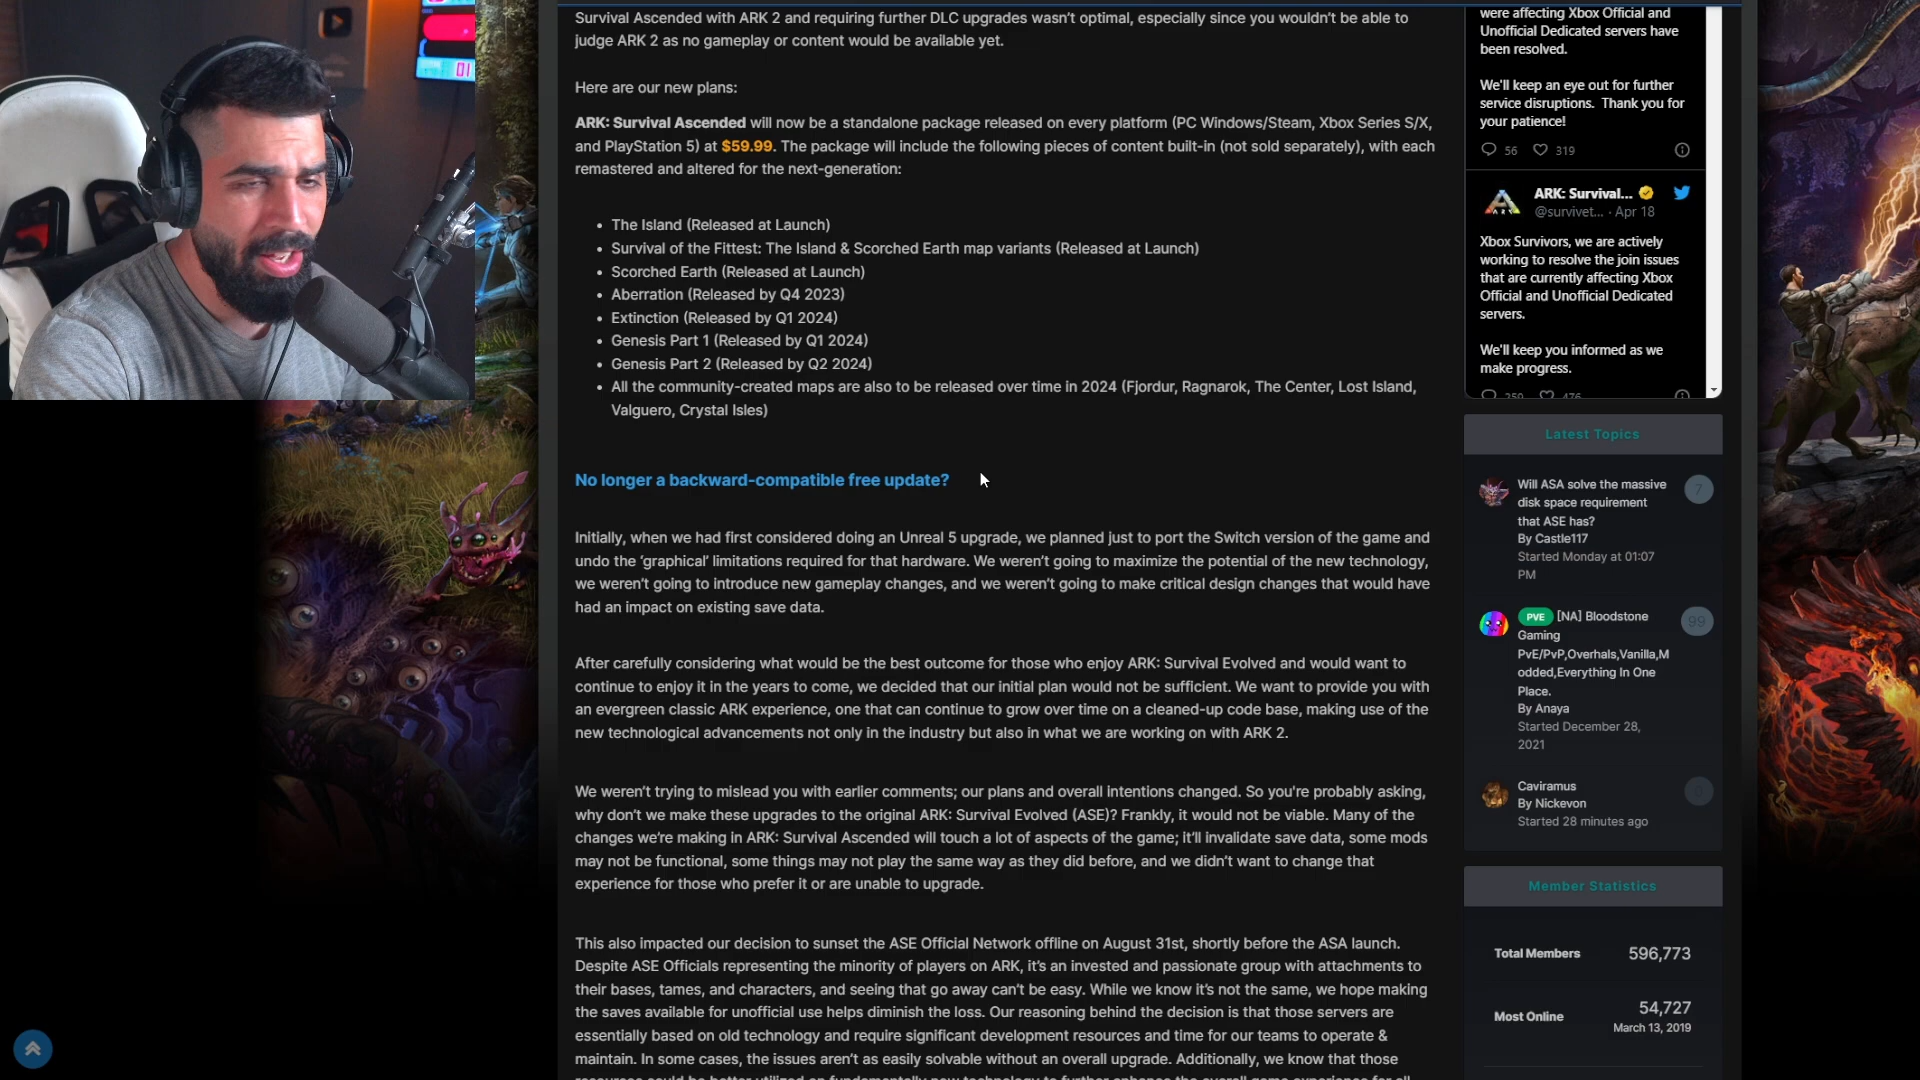 Survival Ascended with ARK 2 and requiring further DLC upgrades wasn’t optimal, especially since you wouldn’t be able to
judge ARK 2 as no gameplay or content would be available yet.
Here are our new plans:
ARK: Survival Ascended will now be a standalone package released on every platform (PC Windows/Steam, Xbox Series S/X,
and PlayStation 5) at $59.99. The package will include the following pieces of content built-in (not sold separately), with each
remastered and altered for the next-generation:
• The Island (Released at Launch)
• Survival of the Fittest: The Island & Scorched Earth map variants (Released at Launch)
• Scorched Earth (Released at Launch)
• Aberration (Released by Q4 2023)
• Extinction (Released by Q1 2024)
• Genesis Part 1 (Released by Q1 2024)
• Genesis Part 2 (Released by Q2 2024)
• All the community-created maps are also to be released over time in 2024 (Fjordur, Ragnarok, The Center, Lost Island,
Valguero, Crystal Isles)
No longer a backward-compatible free update?
Initially, when we had first considered doing an Unreal 5 upgrade, we planned just to port the Switch version of the game and
undo the ‘graphical’ limitations required for that hardware. We weren’t going to maximize the potential of the new technology,
we weren’t going to introduce new gameplay changes, and we weren’t going to make critical design changes that would have
had an impact on existing save data.
After carefully considering what would be the best outcome for those who enjoy ARK: Survival Evolved and would want to
continue to enjoy it in the years to come, we decided that our initial plan would not be sufficient. We want to provide you with
an evergreen classic ARK experience, one that can continue to grow over time on a cleaned-up code base, making use of the
new technological advancements not only in the industry but also in what we are working on with ARK 2.
We weren’t trying to mislead you with earlier comments; our plans and overall intentions changed. So you're probably asking,
why don’t we make these upgrades to the original ARK: Survival Evolved (ASE)? Frankly, it would not be viable. Many of the
changes we’re making in ARK: Survival Ascended will touch a lot of aspects of the game; it’ll invalidate save data, some mods
may not be functional, some things may not play the same way as they did before, and we didn’t want to change that
experience for those who prefer it or are unable to upgrade.
This also impacted our decision to sunset the ASE Official Network offline on August 31st, shortly before the ASA launch.
Despite ASE Officials representing the minority of players on ARK, it’s an invested and passionate group with attachments to
their bases, tames, and characters, and seeing that go away can’t be easy. While we know it’s not the same, we hope making
the saves available for unofficial use helps diminish the loss. Our reasoning behind the decision is that those servers are
essentially based on old technology and require significant development resources and time for our teams to operate &
maintain. In some cases, the issues aren’t as easily solvable without an overall upgrade. Additionally, we know that those
were affecting Xbox Official and
Unofficial Dedicated servers have
been resolved.
We'll keep an eye out for further
service disruptions. Thank you for
your patience!
56 319
ARK: Survival...
@survivet... · Apr 18
Xbox Survivors, we are actively
working to resolve the join issues
that are currently affecting Xbox
Official and Unofficial Dedicated
servers.
We'll keep you informed as we
make progress.
Latest Topics
Will ASA solve the massive
disk space requirement
that ASE has?
By Castle117
Started Monday at 01:07
PM
7
PVE [NA] Bloodstone
Gaming
PvE/PvP,Overhals,Vanilla,M
odded,Everything In One
Place.
By Anaya
Started December 28,
2021
99
Caviramus
By Nickevon
Started 28 minutes ago
0
Member Statistics
Total Members 596,773
Most Online 54,727
March 13, 2019